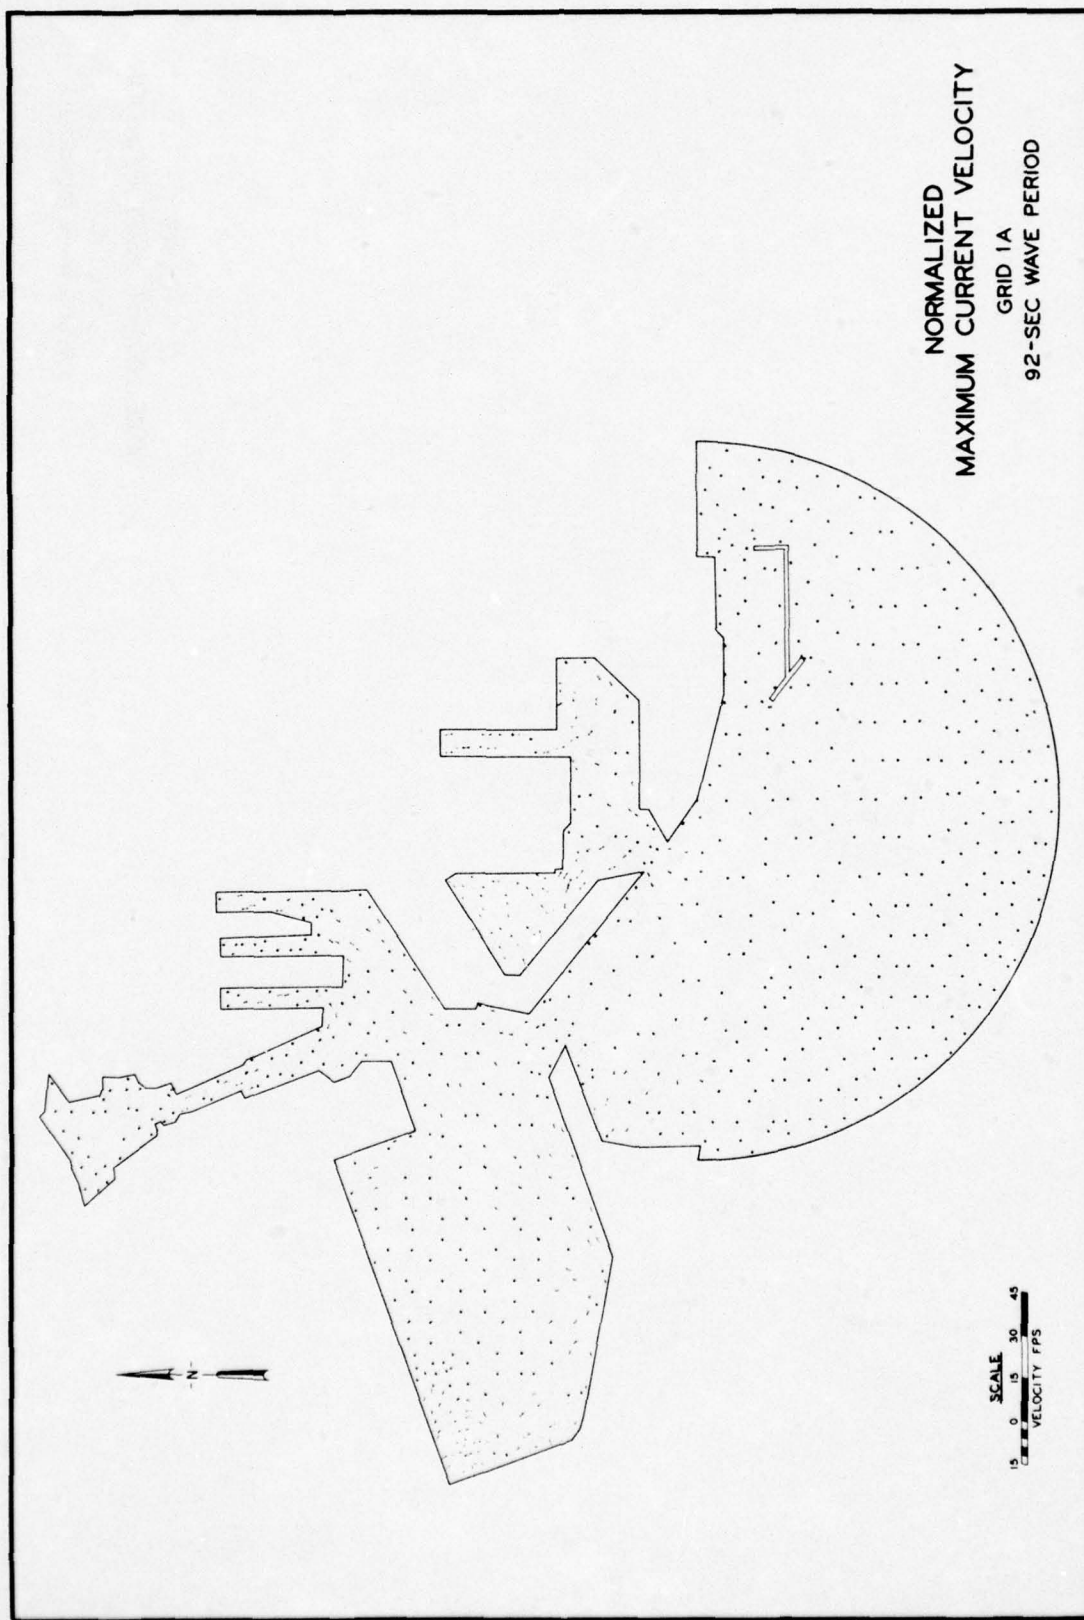 NORMALIZED
MAXIMUM CURRENT VELOCITY
GRID 1A
92-SEC WAVE PERIOD
N
SCALE
15 0 15 30 45
VELOCITY FPS